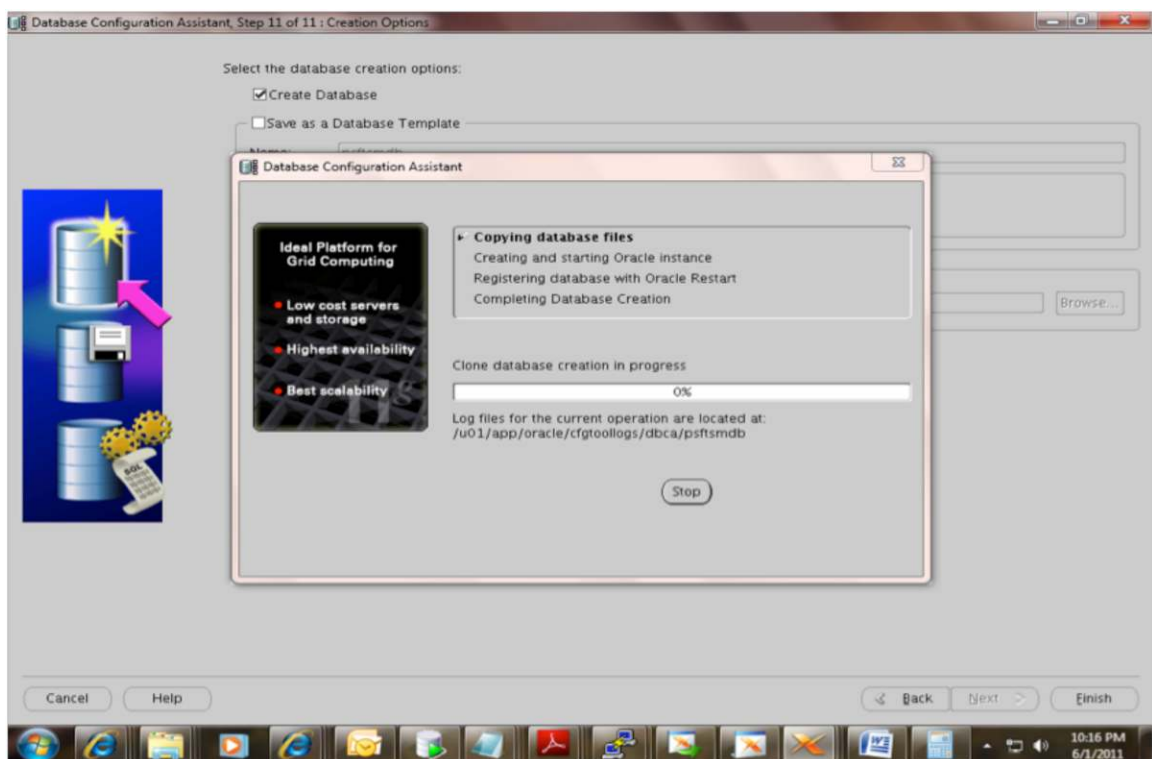 Database Configuration Assistant, Step 11 of 11 : Creation Options
Select the database creation options:
Create Database
Save as a Database Template
Database Configuration Assistant
Ideal Platform for
Grid Computing
Low cost servers
and storage
Highest availability
Best scalability
Copying database files
Creating and starting Oracle instance
Registering database with Oracle Restart
Completing Database Creation
Clone database creation in progress
0%
Log files for the current operation are located at:
/u01/app/oracle/cfgtoollogs/dbca/psftsmdb
Stop
Browse...
SQL
Cancel
Help
Back
Next
Finish
10:16 PM
6/1/2011